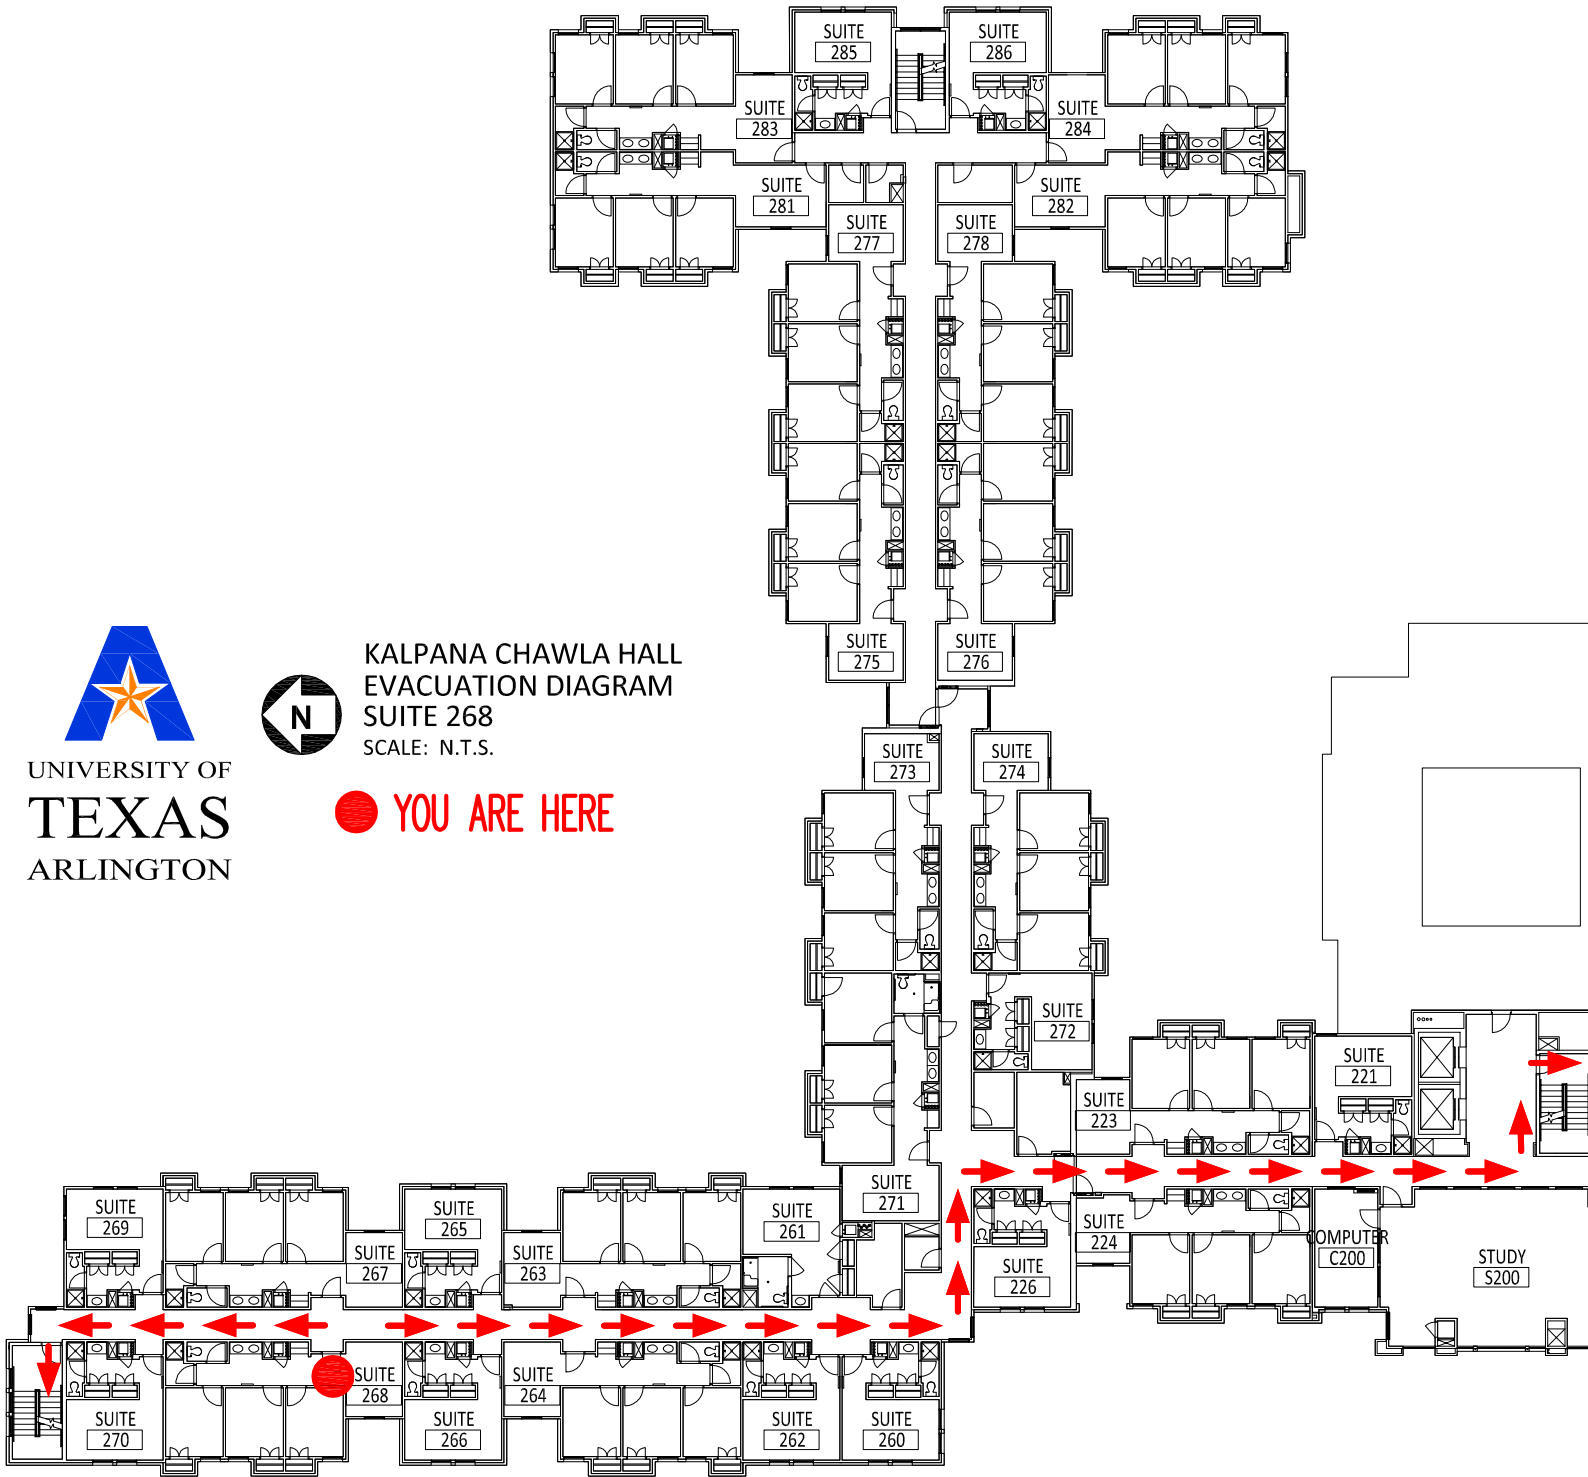 SUITE
285
SUITE
286
SUITE
283
SUITE
284
SUITE
281
SUITE
282
SUITE
277
SUITE
278
SUITE
275
SUITE
276
UNIVERSITY OF
TEXAS
ARLINGTON
N
KALPANA CHAWLA HALL
EVACUATION DIAGRAM
SUITE 268
SCALE: N.T.S.
YOU ARE HERE
SUITE
273
SUITE
274
SUITE
272
SUITE
221
SUITE
223
SUITE
271
SUITE
269
SUITE
265
SUITE
261
SUITE
267
SUITE
263
SUITE
224
SUITE
226
COMPUTER
C200
STUDY
S200
SUITE
268
SUITE
264
SUITE
270
SUITE
266
SUITE
262
SUITE
260